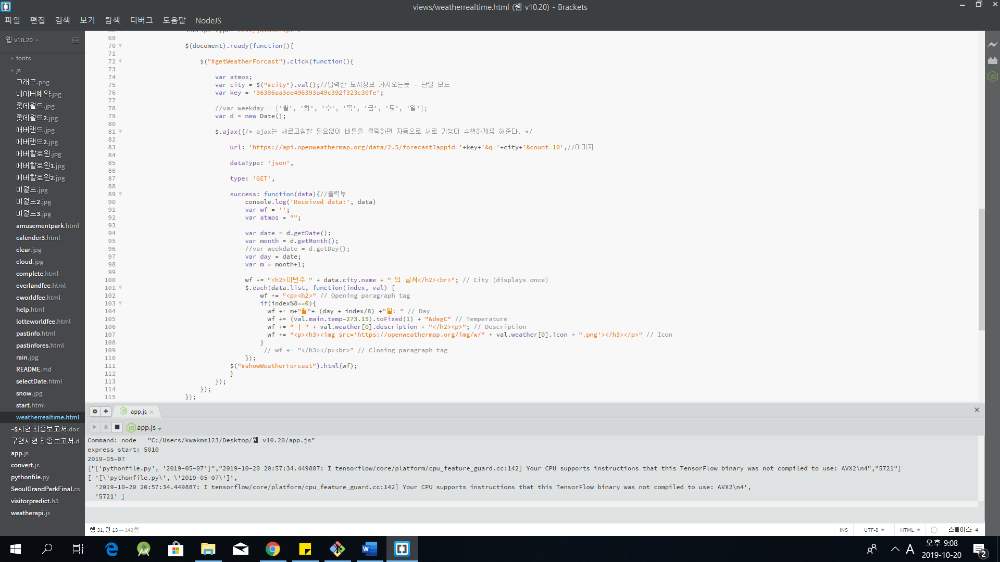 views/weatherrealtime.html (웹 v10.20) - Brackets
파일 편집 검색 보기 탐색 디버그 도움말 NodeJS
웹 v10.20
fonts
js
그래프.png
네이버예약.jpg
롯데월드.jpg
롯데월드2.jpg
애버랜드.jpg
에버랜드2.jpg
에버할로윈.jpg
에버할로윈1.jpg
에버할로윈2.jpg
이월드.jpg
이월드2.jpg
이월드3.jpg
amusementpark.html
calender3.html
clear.jpg
cloud.jpg
complete.html
everlandfee.html
eworldfee.html
help.html
lotteworldfee.html
pastinfo.html
pastinfores.html
rain.jpg
README.md
selectDate.html
snow.jpg
start.html
weatherrealtime.html
~$시현 최종보고서.doc
구현시현 최종보고서.d
app.js
convert.js
pythonfile.py
SeoulGrandParkFinal.cs
visitorpredict.h5
weatherapi.js
68 <script type="text/javascript">
69
70 $(document).ready(function(){
71
72 $("#getWeatherForcast").click(function(){
73
74 var atmos;
75 var city = $("#city").val();//입력한 도시정보 가져오는듯 - 단일 모드
76 var key = '36306aa3ee496393a49c392f323c30fe';
77
78 //var weekday = ['월', '화', '수', '목', '금', '토', '일'];
79 var d = new Date();
80
81 $.ajax({/* ajax는 새로고침할 필요없이 버튼을 클릭하면 자동으로 새로 기능이 수행하게끔 해준다. */
82
83 url: 'https://api.openweathermap.org/data/2.5/forecast?appid='+key+'&q='+city+'&count=10',//이미지
84
85 dataType: 'json',
86
87 type: 'GET',
88
89 success: function(data){//출력부
90 console.log('Received data:', data)
91 var wf = '';
92 var atmos = "";
93
94 var date = d.getDate();
95 var month = d.getMonth();
96 //var weekdate = d.getDay();
97 var day = date;
98 var m = month+1;
99
100 wf += "<h2>이번주 " + data.city.name + " 의 날씨</h2><br>"; // City (displays once)
101 $.each(data.list, function(index, val) {
102 wf += "<p><h2>" // Opening paragraph tag
103 if(index%8==0){
104 wf += m+"월"+ (day + index/8) +"일: " // Day
105 wf += (val.main.temp-273.15).toFixed(1) + "&degC" // Temperature
106 wf += " | " + val.weather[0].description + "</h2><p>"; // Description
107 wf += "<p><h3><img src='https://openweathermap.org/img/w/" + val.weather[0].icon + ".png'></h3></p>" // Icon
108 }
109 // wf += "</h3></p><br>" // Closing paragraph tag
110 });
111 $("#showWeatherForcast").html(wf);
112 }
113 });
114 });
115 });
app.js
app.js
Command: node "C:/Users/kwakms123/Desktop/웹 v10.20/app.js"
express start: 5010
2019-05-07
["['pythonfile.py', '2019-05-07']","2019-10-20 20:57:34.449887: I tensorflow/core/platform/cpu_feature_guard.cc:142] Your CPU supports instructions that this TensorFlow binary was not compiled to use: AVX2\n4","5721"]
[ '[\'pythonfile.py\', \'2019-05-07\']',
'2019-10-20 20:57:34.449887: I tensorflow/core/platform/cpu_feature_guard.cc:142] Your CPU supports instructions that this TensorFlow binary was not compiled to use: AVX2\n4',
'5721' ]
행 31, 열 13 — 142 행 INS UTF-8 HTML 스페이스: 4
A 오후 9:08
2019-10-20
2